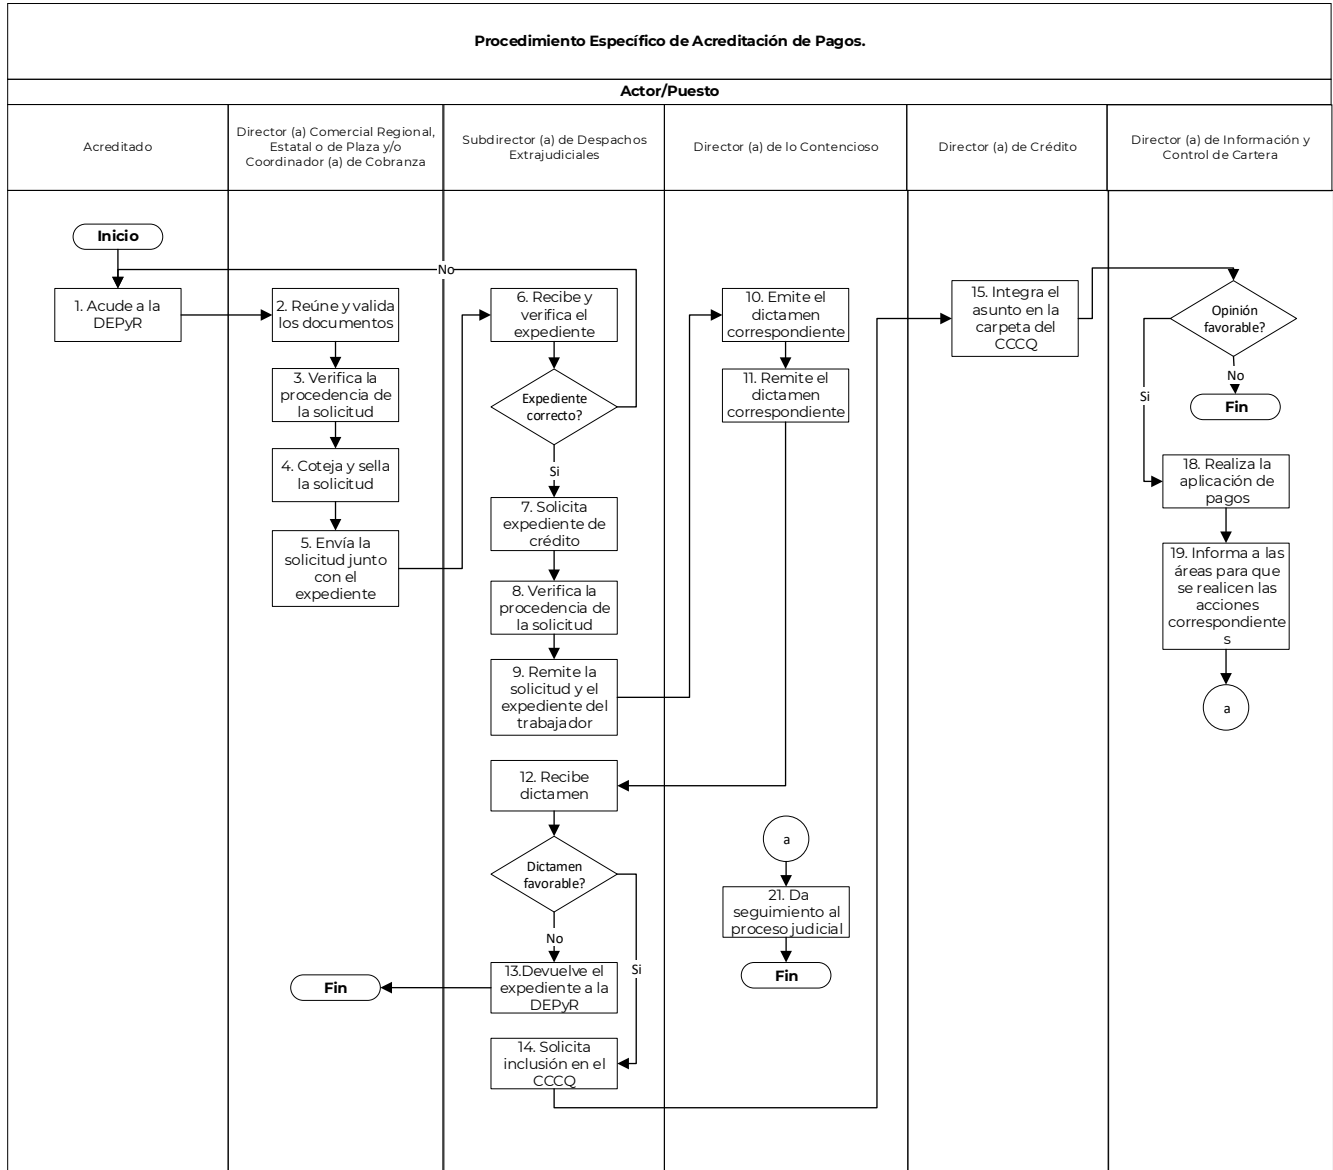 Procedimiento Específico de Acreditación de Pagos.
Actor/Puesto
Acreditado
Director (a) Comercial Regional,
Estatal o de Plaza y/o
Coordinador (a) de Cobranza
Subdirector (a) de Despachos
Extrajudiciales
Director (a) de lo Contencioso
Director (a) de Crédito
Director (a) de Información y
Control de Cartera
Inicio
1. Acude a la
DEPyR
2. Reúne y valida
los documentos
3. Verifica la
procedencia de
la solicitud
4. Coteja y sella
la solicitud
5. Envía la
solicitud junto
con el
expediente
No
6. Recibe y
verifica el
expediente
Expediente
correcto?
Si
7. Solicita
expediente de
crédito
8. Verifica la
procedencia de
la solicitud
9. Remite la
solicitud y el
expediente del
trabajador
10. Emite el
dictamen
correspondiente
11. Remite el
dictamen
correspondiente
12. Recibe
dictamen
Dictamen
favorable?
No
Si
13.Devuelve el
expediente a la
DEPyR
Fin
14. Solicita
inclusión en el
CCCQ
15. Integra el
asunto en la
carpeta del
CCCQ
Opinión
favorable?
No
Fin
Si
18. Realiza la
aplicación de
pagos
19. Informa a las
áreas para que
se realicen las
acciones
correspondiente
s
a
a
21. Da
seguimiento al
proceso judicial
Fin